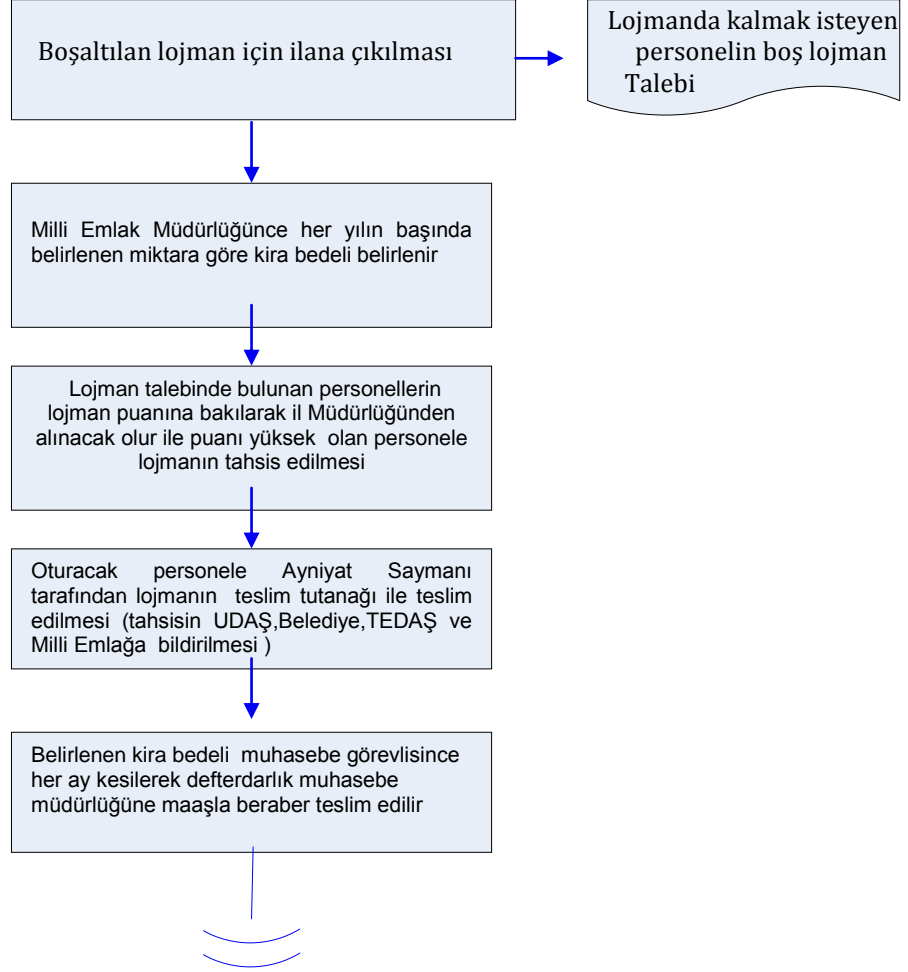 Boşaltılan lojman için ilana çıkılması
Lojmanda kalmak isteyen
personelin boş lojman
Talebi
Milli Emlak Müdürlüğünce her yılın başında
belirlenen miktara göre kira bedeli belirlenir
Lojman talebinde bulunan personellerin
lojman puanına bakılarak il Müdürlüğünden
alınacak olur ile puanı yüksek olan personele
lojmanın tahsis edilmesi
Oturacak personele Ayniyat Saymanı
tarafından lojmanın teslim tutanağı ile teslim
edilmesi (tahsisin UDAŞ,Belediye,TEDAŞ ve
Milli Emlağa bildirilmesi )
Belirlenen kira bedeli muhasebe görevlisince
her ay kesilerek defterdarlık muhasebe
müdürlüğüne maaşla beraber teslim edilir